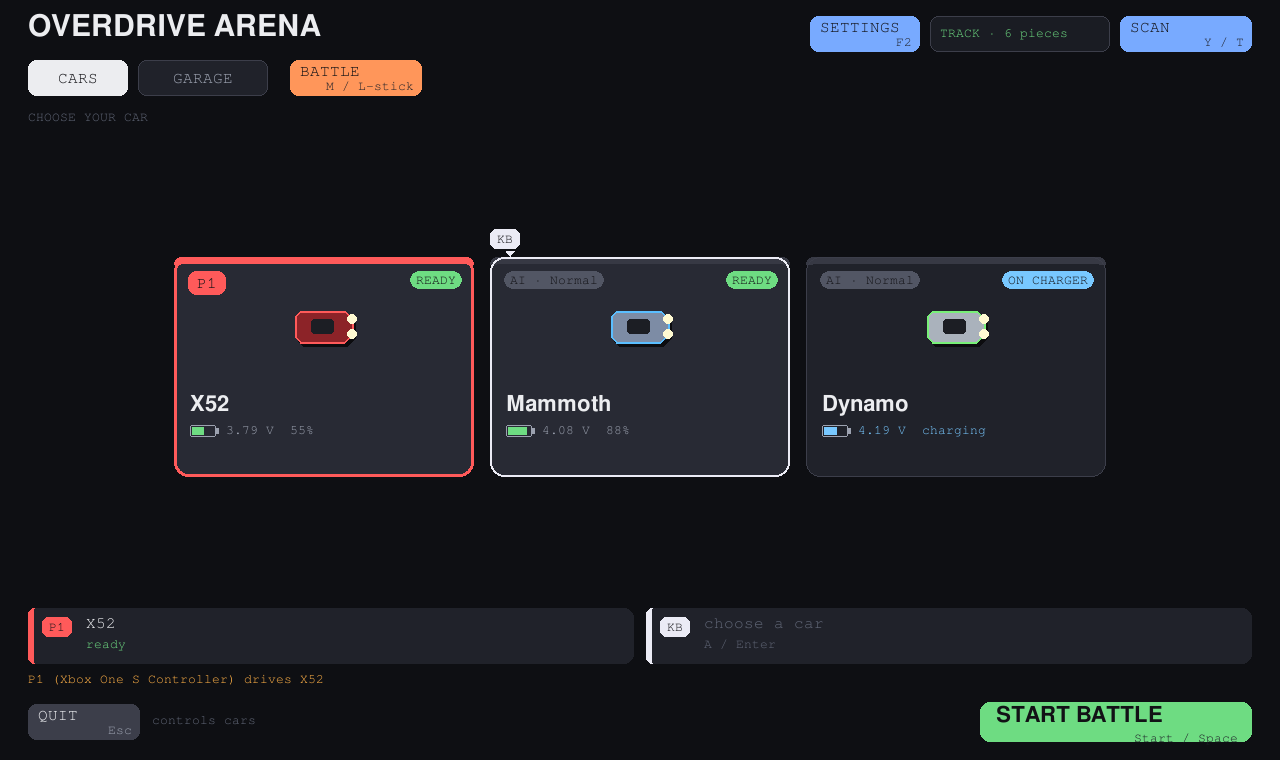 OVERDRIVE ARENA
SETTINGS
F2
TRACK · 6 pieces
SCAN
Y / T
CARS
GARAGE
BATTLE
M / L-stick
CHOOSE YOUR CAR
KB
P1
READY
AI · Normal
READY
AI · Normal
ON CHARGER
X52
3.79 V 55%
Mammoth
4.08 V 88%
Dynamo
4.19 V charging
P1
X52
ready
KB
choose a car
A / Enter
P1 (Xbox One S Controller) drives X52
QUIT
Esc
controls cars
START BATTLE
Start / Space